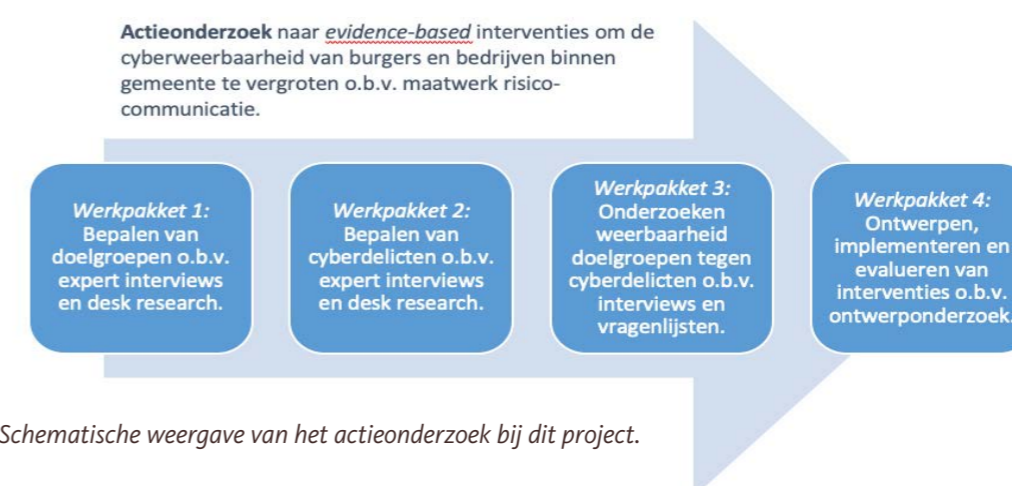 Actieonderzoek naar evidence-based interventies om de
cyberweerbaarheid van burgers en bedrijven binnen
gemeente te vergroten o.b.v. maatwerk risico-
communicatie.
Werkpakket 1:
Bepalen van
doelgroepen o.b.v.
expert interviews
en desk research.
Werkpakket 2:
Bepalen van
cyberdelicten o.b.v.
expert interviews
en desk research.
Werkpakket 3:
Onderzoeken
weerbaarheid
doelgroepen tegen
cyberdelicten o.b.v.
interviews en
vragenlijsten.
Werkpakket 4:
Ontwerpen,
implementeren en
evalueren van
interventies o.b.v.
ontwerponderzoek.
Schematische weergave van het actieonderzoek bij dit project.